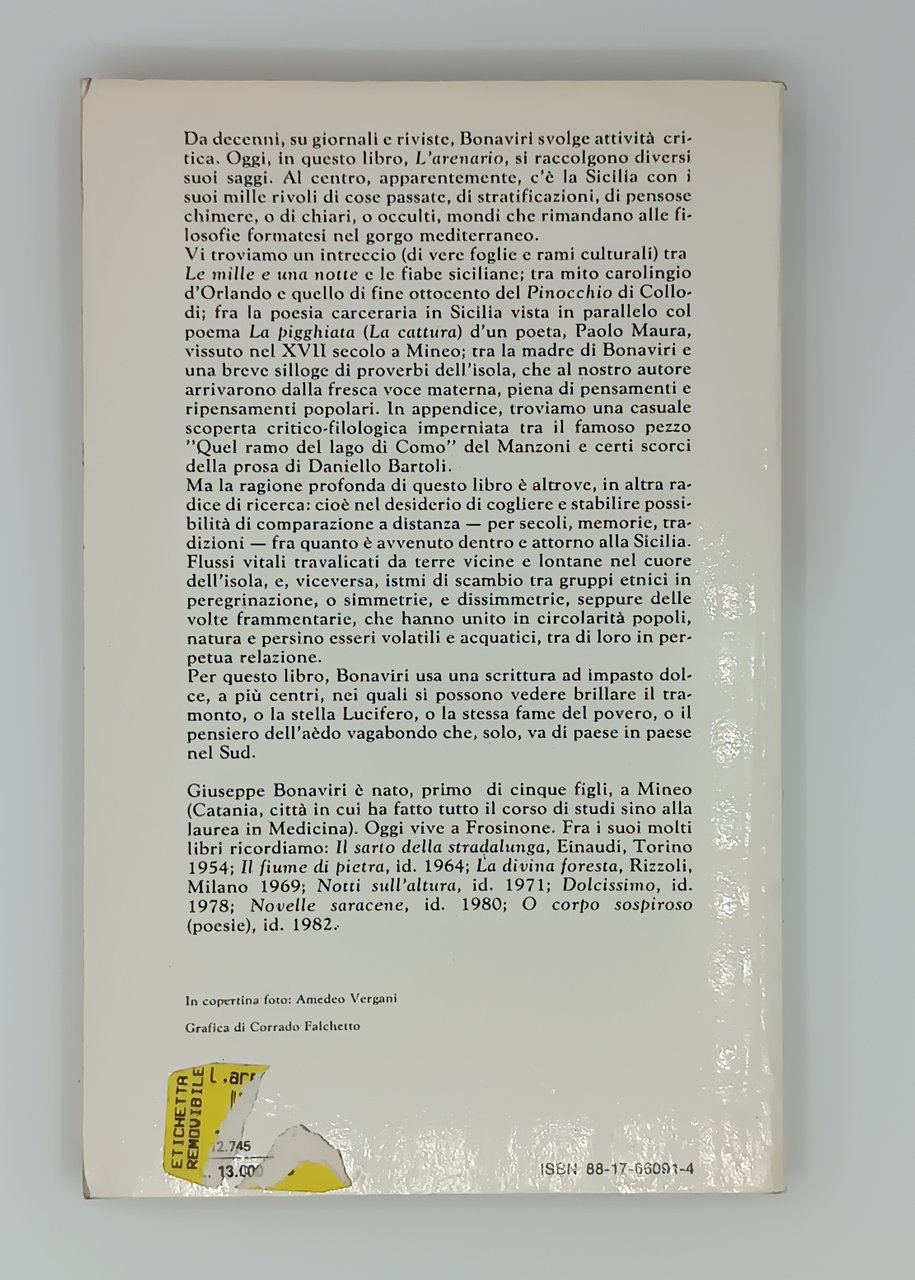 Da decenni, su giornali e riviste, Bonaviri svolge attività cri-
tica. Oggi, in questo libro, L'arenario, si raccolgono diversi
suoi saggi. Al centro, apparentemente, c'è la Sicilia con i
suoi mille rivoli di cose passate, di stratificazioni, di pensose
chimere, o di chiari, o occulti, mondi che rimandano alle fi-
losofie formatesi nel gorgo mediterraneo.
Vi troviamo un intreccio (di vere foglie e rami culturali) tra
Le mille e una notte e le fiabe siciliane; tra mito carolingio
d'Orlando e quello di fine ottocento del Pinocchio di Collo-
di; fra la poesia carceraria in Sicilia vista in parallelo col
poema La pigghiata (La cattura) d'un poeta, Paolo Maura,
vissuto nel XVII secolo a Mineo; tra la madre di Bonaviri e
una breve silloge di proverbi dell'isola, che al nostro autore
arrivarono dalla fresca voce materna, piena di pensamenti e
ripensamenti popolari. In appendice, troviamo una casuale
scoperta critico-filologica imperniata tra il famoso pezzo
"Quel ramo del lago di Como" del Manzoni e certi scorci
della prosa di Daniello Bartoli.
Ma la ragione profonda di questo libro è altrove, in altra ra-
dice di ricerca: cioè nel desiderio di cogliere e stabilire possi-
bilità di comparazione a distanza — per secoli, memorie, tra-
dizioni — fra quanto è avvenuto dentro e attorno alla Sicilia.
Flussi vitali travalicati da terre vicine e lontane nel cuore
dell'isola, e, viceversa, istmi di scambio tra gruppi etnici in
peregrinazione, o simmetrie, e dissimmetrie, seppure delle
volte frammentarie, che hanno unito in circolarità popoli,
natura e persino esseri volatili e acquatici, tra di loro in per-
petua relazione.
Per questo libro, Bonaviri usa una scrittura ad impasto dol-
ce, a più centri, nei quali si possono vedere brillare il tra-
monto, o la stella Lucifero, o la stessa fame del povero, o il
pensiero dell'aèdo vagabondo che, solo, va di paese in paese
nel Sud.
Giuseppe Bonaviri è nato, primo di cinque figli, a Mineo
(Catania, città in cui ha fatto tutto il corso di studi sino alla
laurea in Medicina). Oggi vive a Frosinone. Fra i suoi molti
libri ricordiamo: Il sarto della stradalunga, Einaudi, Torino
1954; Il fiume di pietra, id. 1964; La divina foresta, Rizzoli,
Milano 1969; Notti sull'altura, id. 1971; Dolcissimo, id.
1978; Novelle saracene, id. 1980; O corpo sospiroso
(poesie), id. 1982.
In copertina foto: Amedeo Vergani
Grafica di Corrado Falchetto
ETICHETTA
REMOVIBILE
2.745
13.000
ISBN 88-17-66091-4